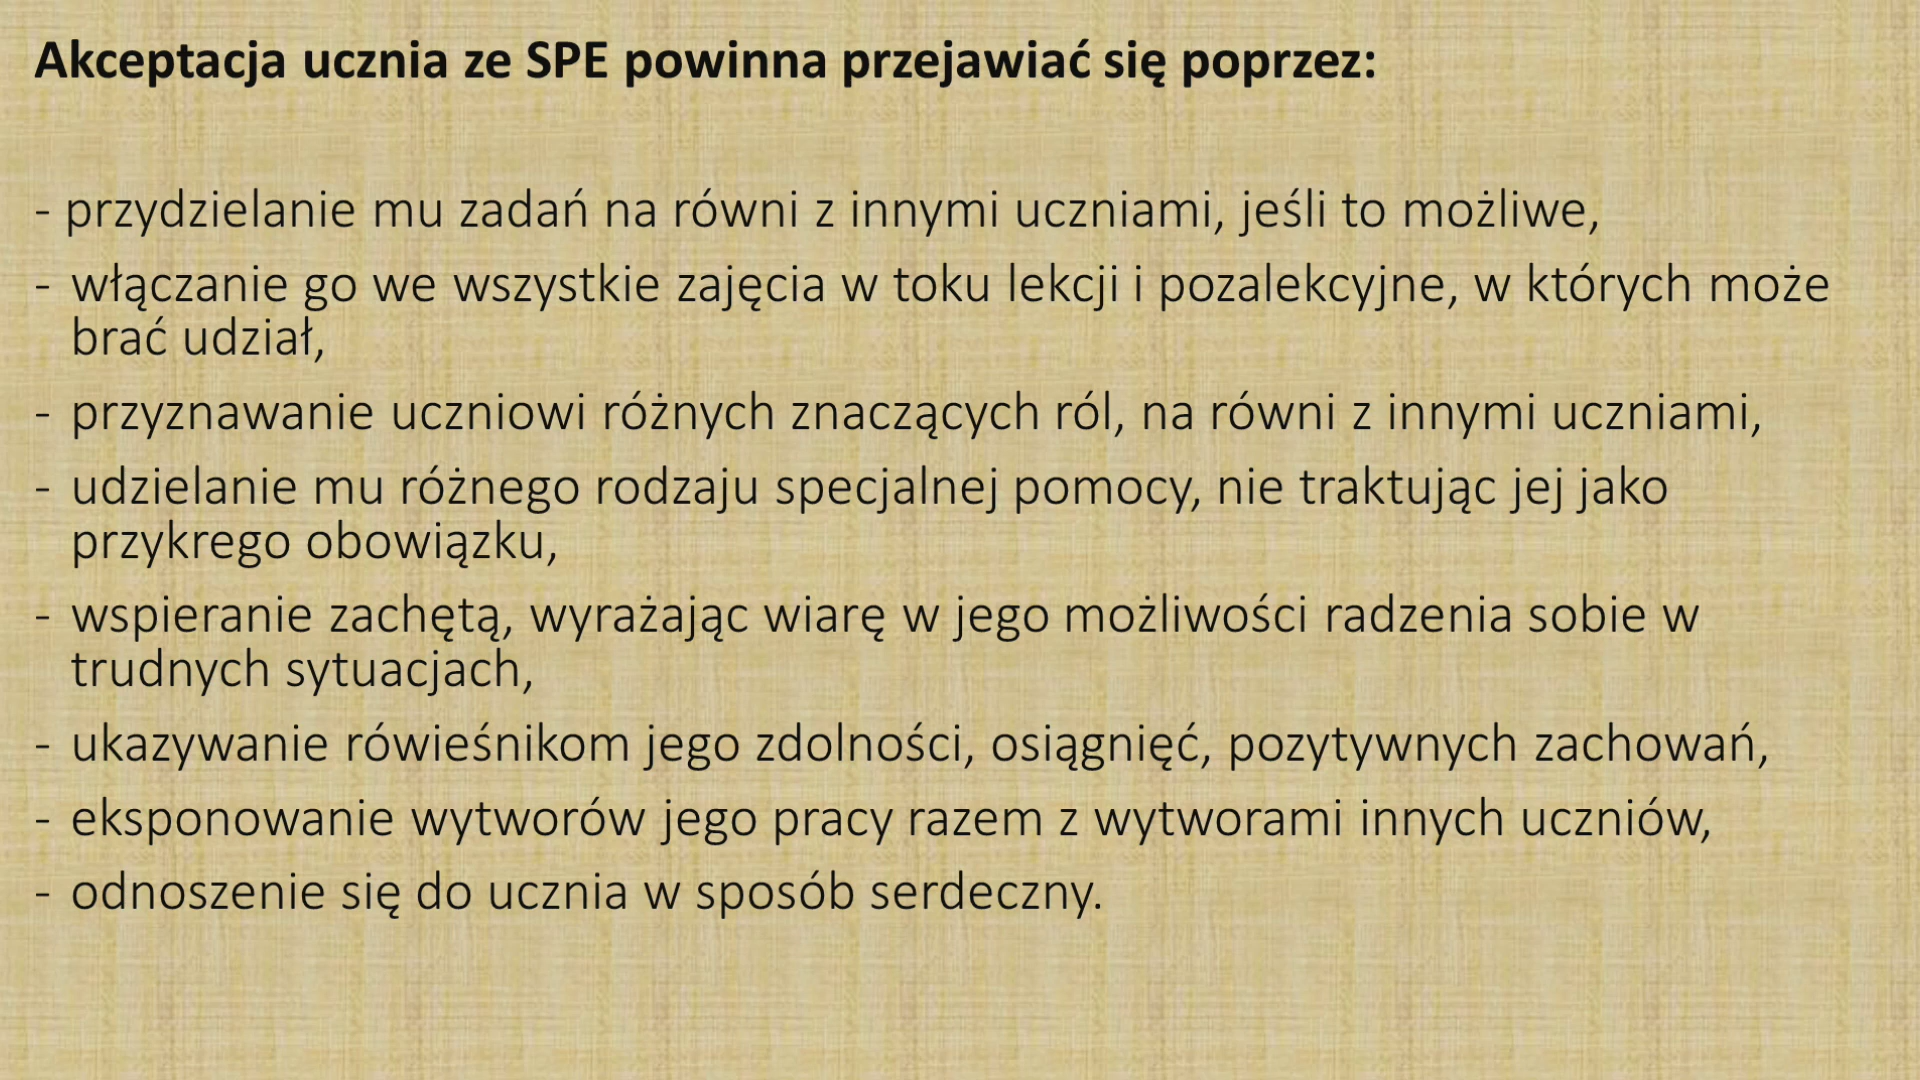 Akceptacja ucznia ze SPE powinna przejawiać się poprzez:
- przydzielanie mu zadań na równi z innymi uczniami, jeśli to możliwe,
- włączanie go we wszystkie zajęcia w toku lekcji i pozalekcyjne, w których może
brać udział,
- przyznawanie uczniowi różnych znaczących ról, na równi z innymi uczniami,
- udzielanie mu różnego rodzaju specjalnej pomocy, nie traktując jej jako
przykrego obowiązku,
- wspieranie zachętą, wyrażając wiarę w jego możliwości radzenia sobie w
trudnych sytuacjach,
- ukazywanie rówieśnikom jego zdolności, osiągnięć, pozytywnych zachowań,
- eksponowanie wytworów jego pracy razem z wytworami innych uczniów,
- odnoszenie się do ucznia w sposób serdeczny.